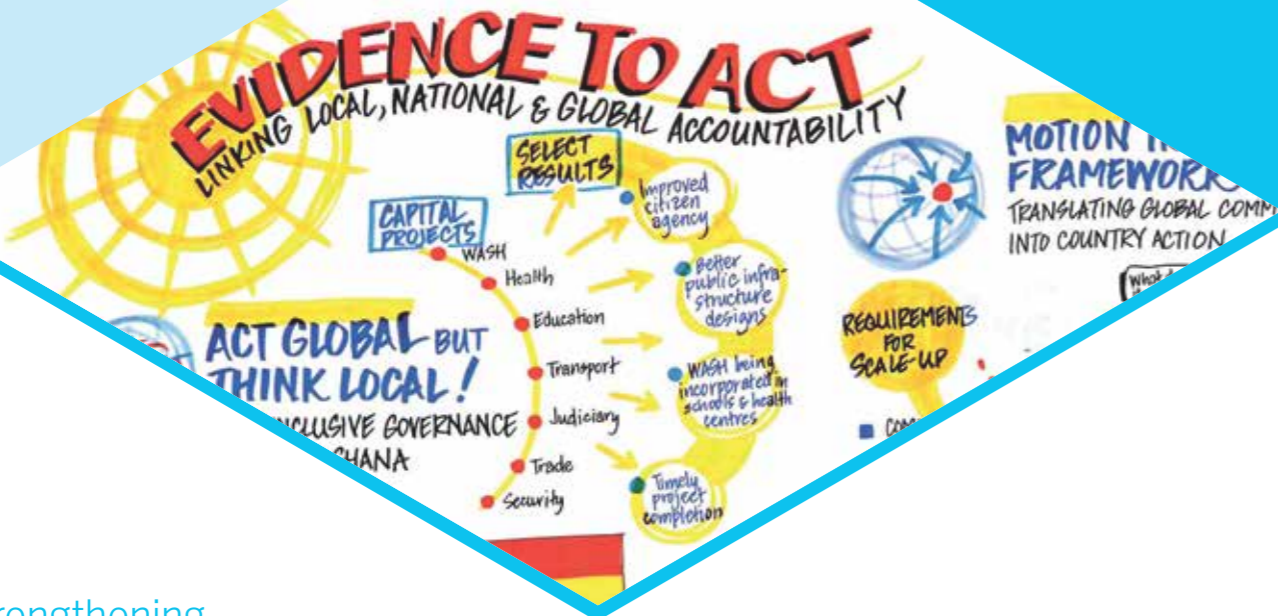 EVIDENCE TO ACT
LINKING LOCAL, NATIONAL & GLOBAL ACCOUNTABILITY
SELECT
RESULTS
CAPITAL
PROJECTS
WASH
Health
Education
Transport
Judiciary
Trade
Security
Improved
citizen
agency
Better
public infra-
structure
designs
WASH being
incorporated in
schools & health
centres
Timely
project
completion
ACT GLOBAL BUT
THINK LOCAL!
INCLUSIVE GOVERNANCE
GHANA
MOTION
FRAMEWORK
TRANSLATING GLOBAL COMM
INTO COUNTRY ACTION
What
REQUIREMENTS
FOR
SCALE-UP
rengthening